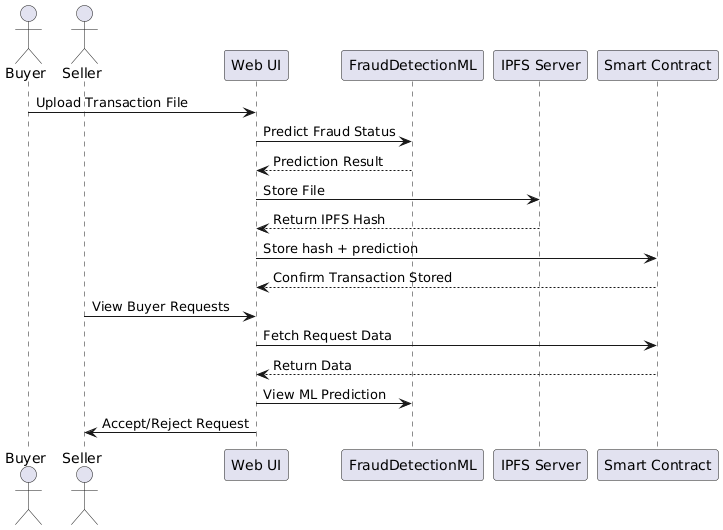 Buyer
Seller
Web UI
FraudDetectionML
IPFS Server
Smart Contract
Upload Transaction File
Predict Fraud Status
Prediction Result
Store File
Return IPFS Hash
Store hash + prediction
Confirm Transaction Stored
View Buyer Requests
Fetch Request Data
Return Data
View ML Prediction
Accept/Reject Request
Buyer
Seller
Web UI
FraudDetectionML
IPFS Server
Smart Contract